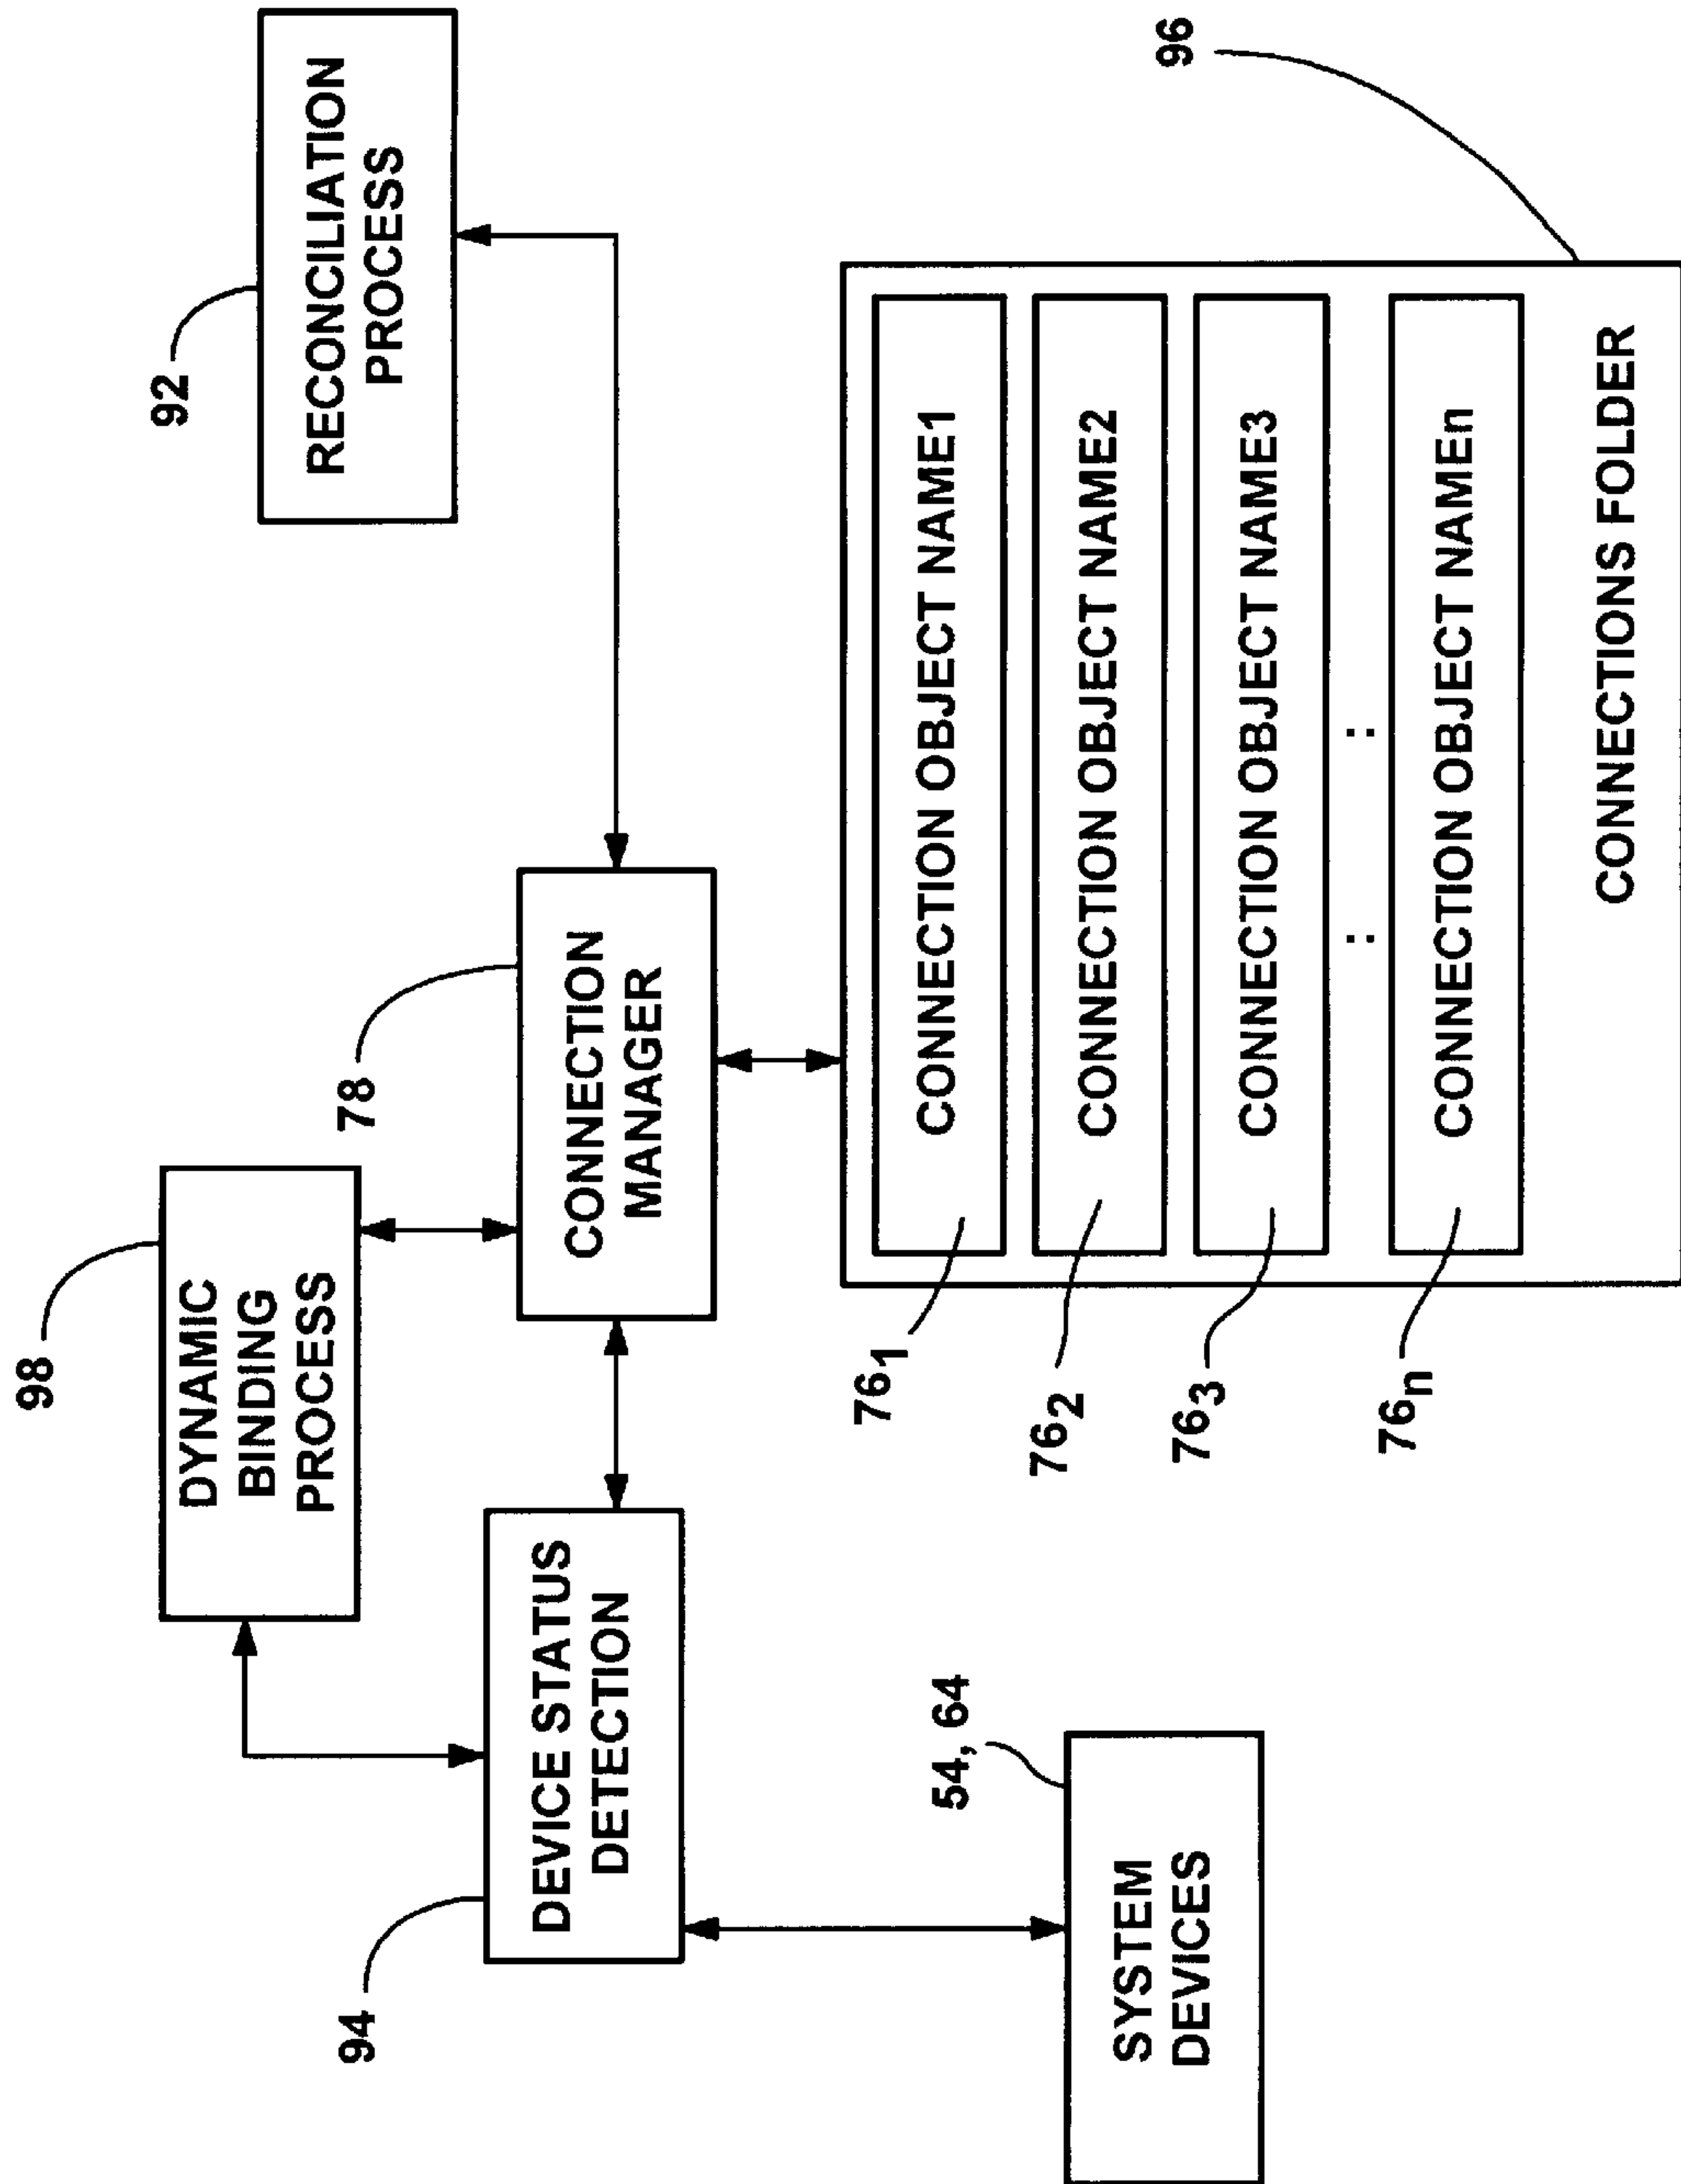 98
DYNAMIC
BINDING
PROCESS
92
RECONCILIATION
PROCESS
94
DEVICE STATUS
DETECTION
78
CONNECTION
MANAGER
54, 64
SYSTEM
DEVICES
96
76₁
CONNECTION OBJECT NAME1
76₂
CONNECTION OBJECT NAME2
76₃
CONNECTION OBJECT NAME3
: :
76ₙ
CONNECTION OBJECT NAMEn
CONNECTIONS FOLDER